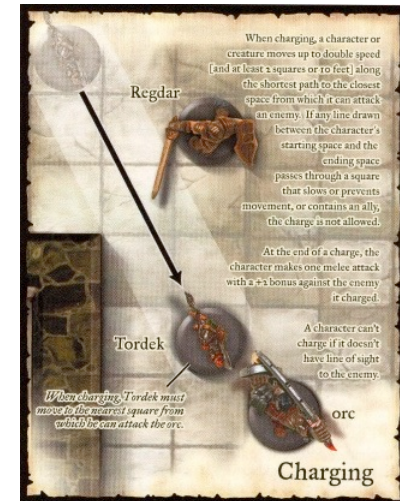 When charging, a character or
creature moves up to double speed
[and at least 2 squares or 10 feet] along
the shortest path to the closest
space from which it can attack
an enemy. If any line drawn
between the character's
starting space and the
ending space
passes through a square
that slows or prevents
movement, or contains an ally,
the charge is not allowed.
Regdar
At the end of a charge, the
character makes one melee attack
with a +2 bonus against the enemy
it charged.
A character can't
charge if it doesn't
have line of sight
to the enemy.
Tordek
When charging, Tordek must
move to the nearest square from
which he can attack the orc.
orc
Charging